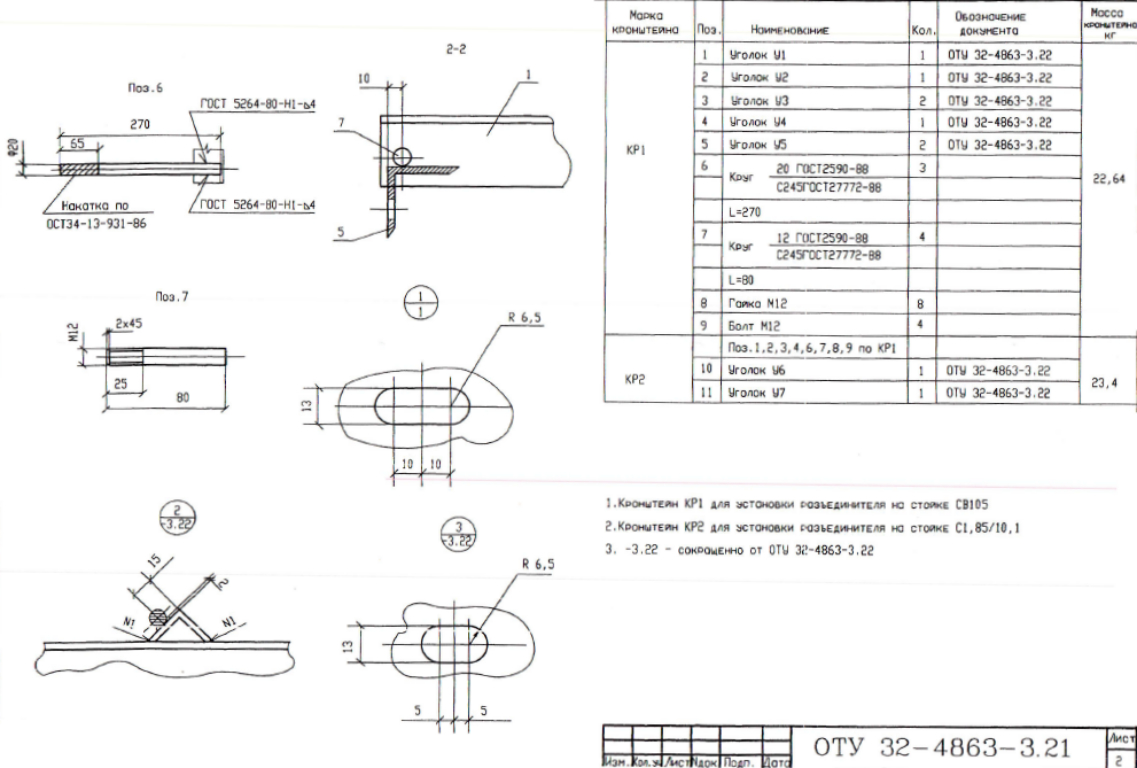 Поз.6
ГОСТ 5264-80-Н1-ь4
270
65
Ф20
Накатка по
ОСТ34-13-931-86
ГОСТ 5264-80-Н1-ь4
2-2
10
1
7
5
Поз.7
2х45
М12
25
80
1
1
R 6,5
13
10
10
2
-3.22
15
2
N1
N1
3
-3.22
R 6,5
13
5
5
Марка кронштейна Поз. Наименование Кол. Обозначение документа Масса кронштейна кг
КР1 22,64
1 Уголок У1 1 ОТУ 32-4863-3.22
2 Уголок У2 1 ОТУ 32-4863-3.22
3 Уголок У3 2 ОТУ 32-4863-3.22
4 Уголок У4 1 ОТУ 32-4863-3.22
5 Уголок У5 2 ОТУ 32-4863-3.22
6 Круг 20 ГОСТ2590-88 3
С245ГОСТ27772-88
L=270
7 Круг 12 ГОСТ2590-88 4
С245ГОСТ27772-88
L=80
8 Гайка М12 8
9 Болт М12 4
КР2 23,4
Поз.1,2,3,4,6,7,8,9 по КР1
10 Уголок У6 1 ОТУ 32-4863-3.22
11 Уголок У7 1 ОТУ 32-4863-3.22
1.Кронштейн КР1 для установки разъединителя на стойке СВ105
2.Кронштейн КР2 для установки разъединителя на стойке С1,85/10,1
3. -3.22 - сокращенно от ОТУ 32-4863-3.22
ОТУ 32-4863-3.21
Лист
2
Изм. Кол.уч Лист Nдок Подп. Дата